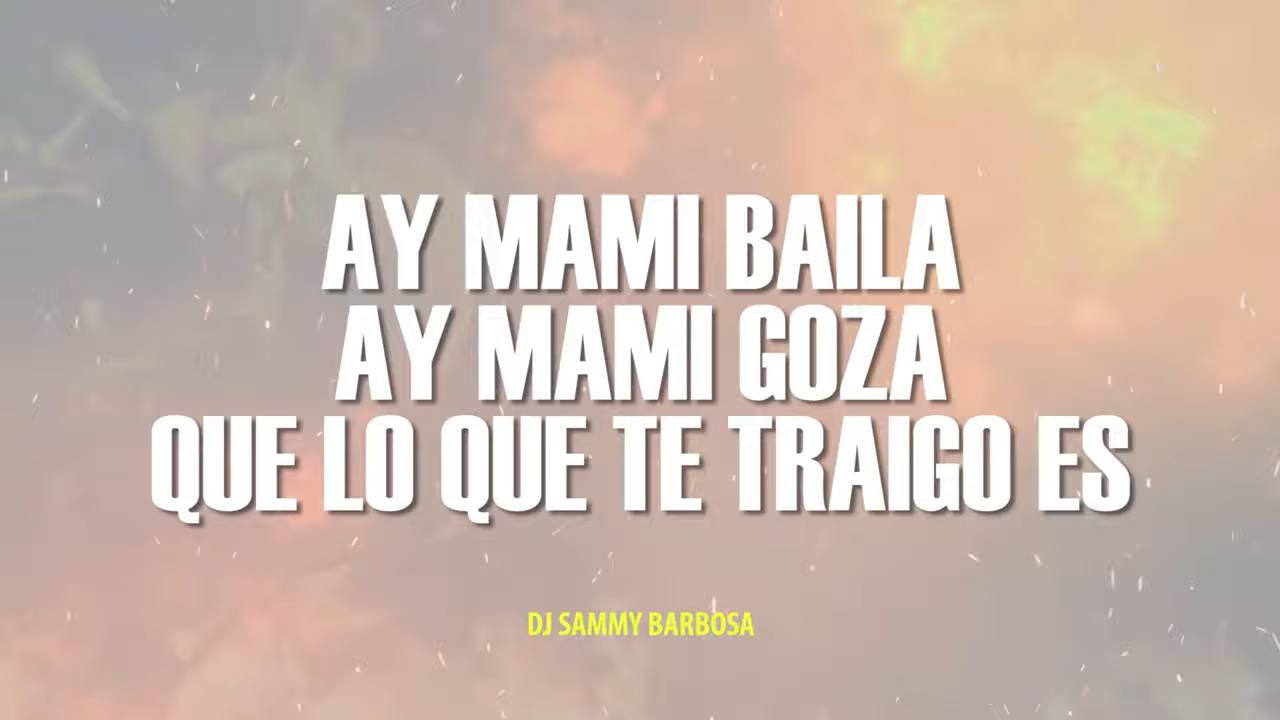 AY MAMI BAILA
AY MAMI GOZA
QUE LO QUE TE TRAIGO ES
DJ SAMMY BARBOSA